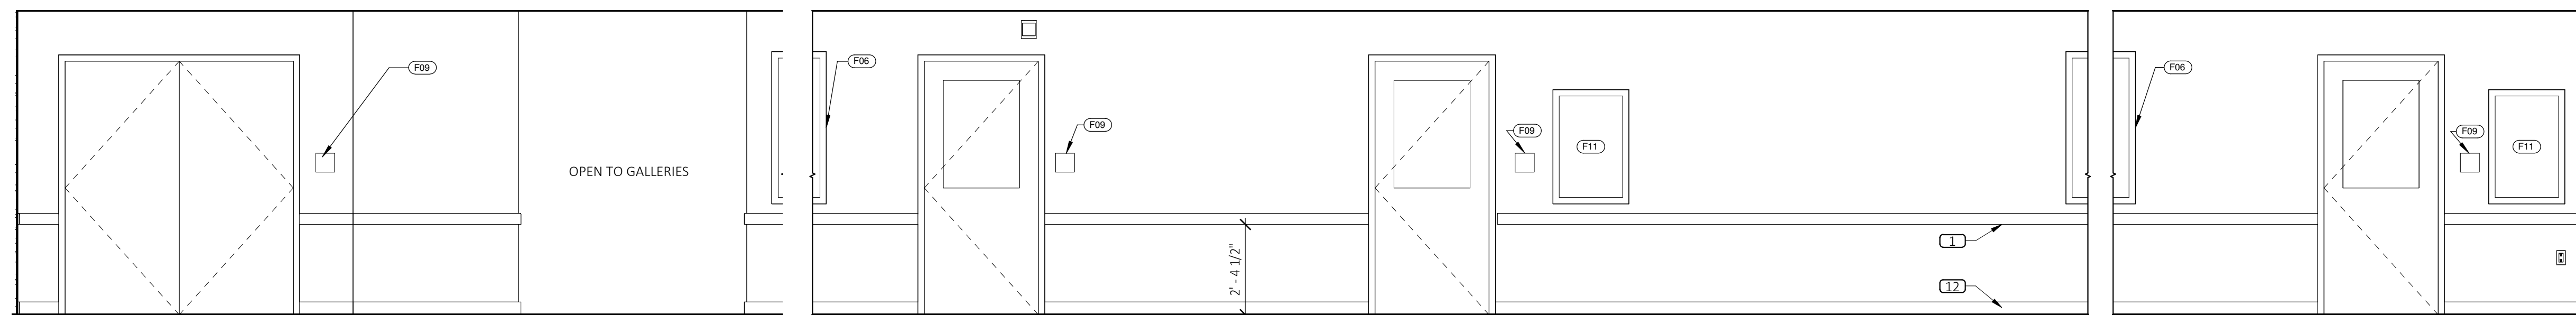 F09
OPEN TO GALLERIES
F06
F09
2' - 4 1/2"
F09
F11
1
12
F06
F09
F11